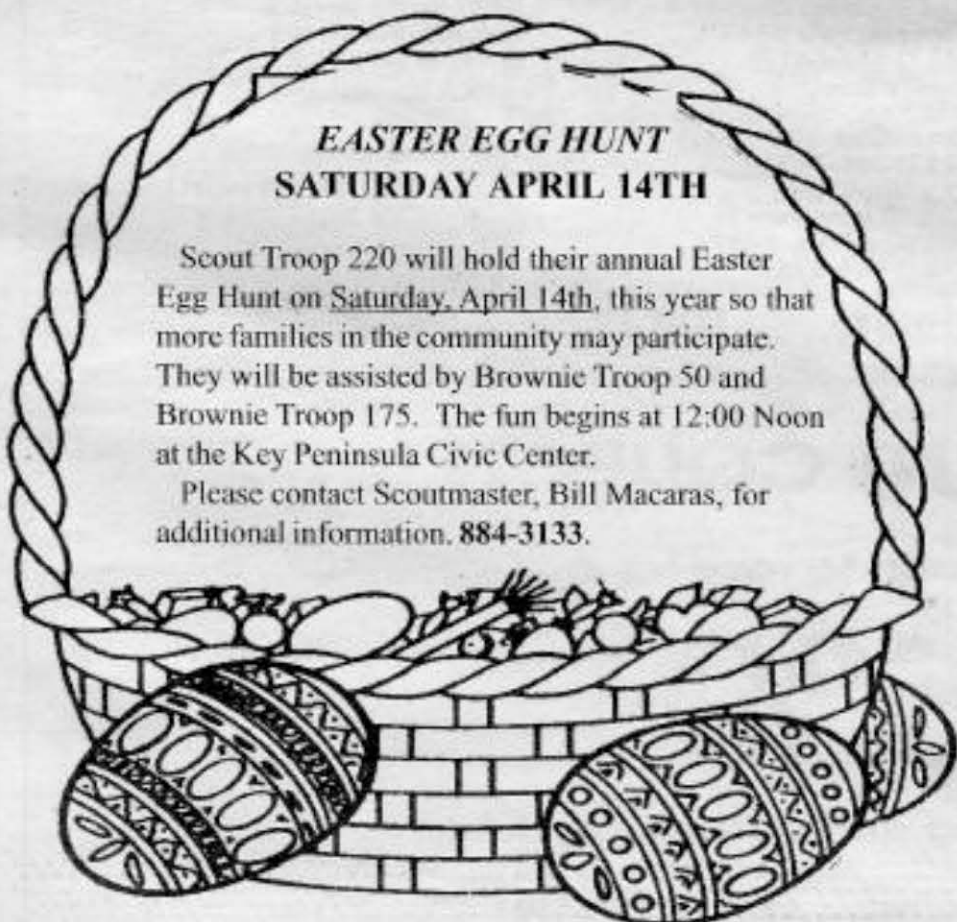 EASTER EGG HUNT
SATURDAY APRIL 14TH
Scout Troop 220 will hold their annual Easter
Egg Hunt on Saturday, April 14th, this year so that
more families in the community may participate.
They will be assisted by Brownie Troop 50 and
Brownie Troop 175. The fun begins at 12:00 Noon
at the Key Peninsula Civic Center.
Please contact Scoutmaster, Bill Macaras, for
additional information. 884-3133.